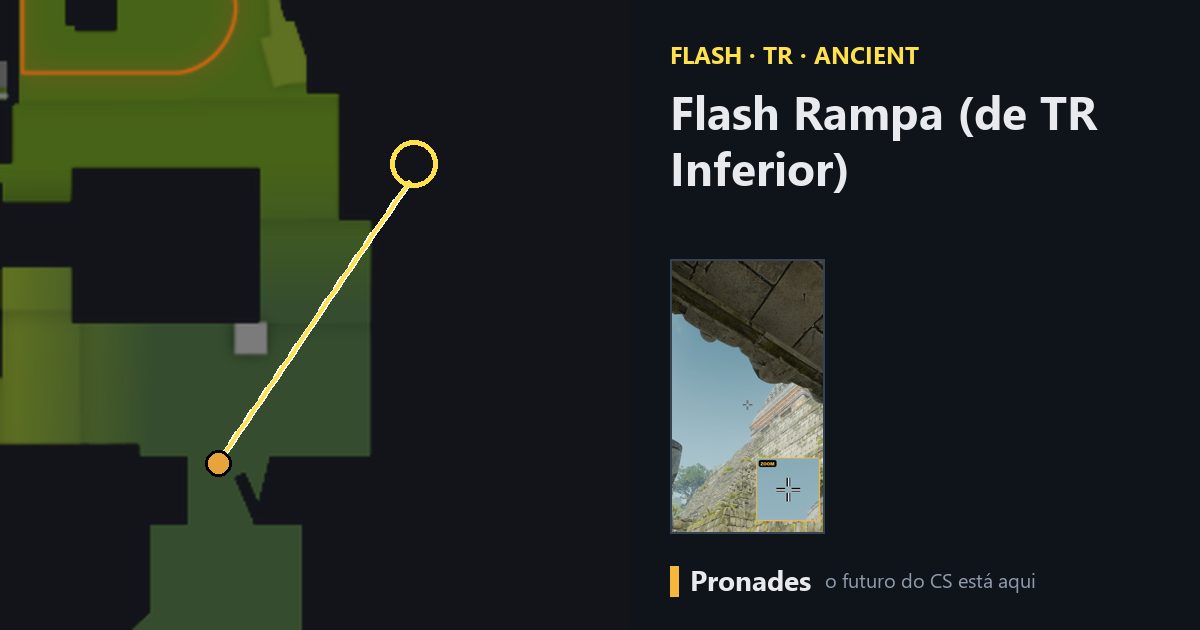 FLASH · TR · ANCIENT
Flash Rampa (de TR
Inferior)
ZOOM
Pronades o futuro do CS está aqui